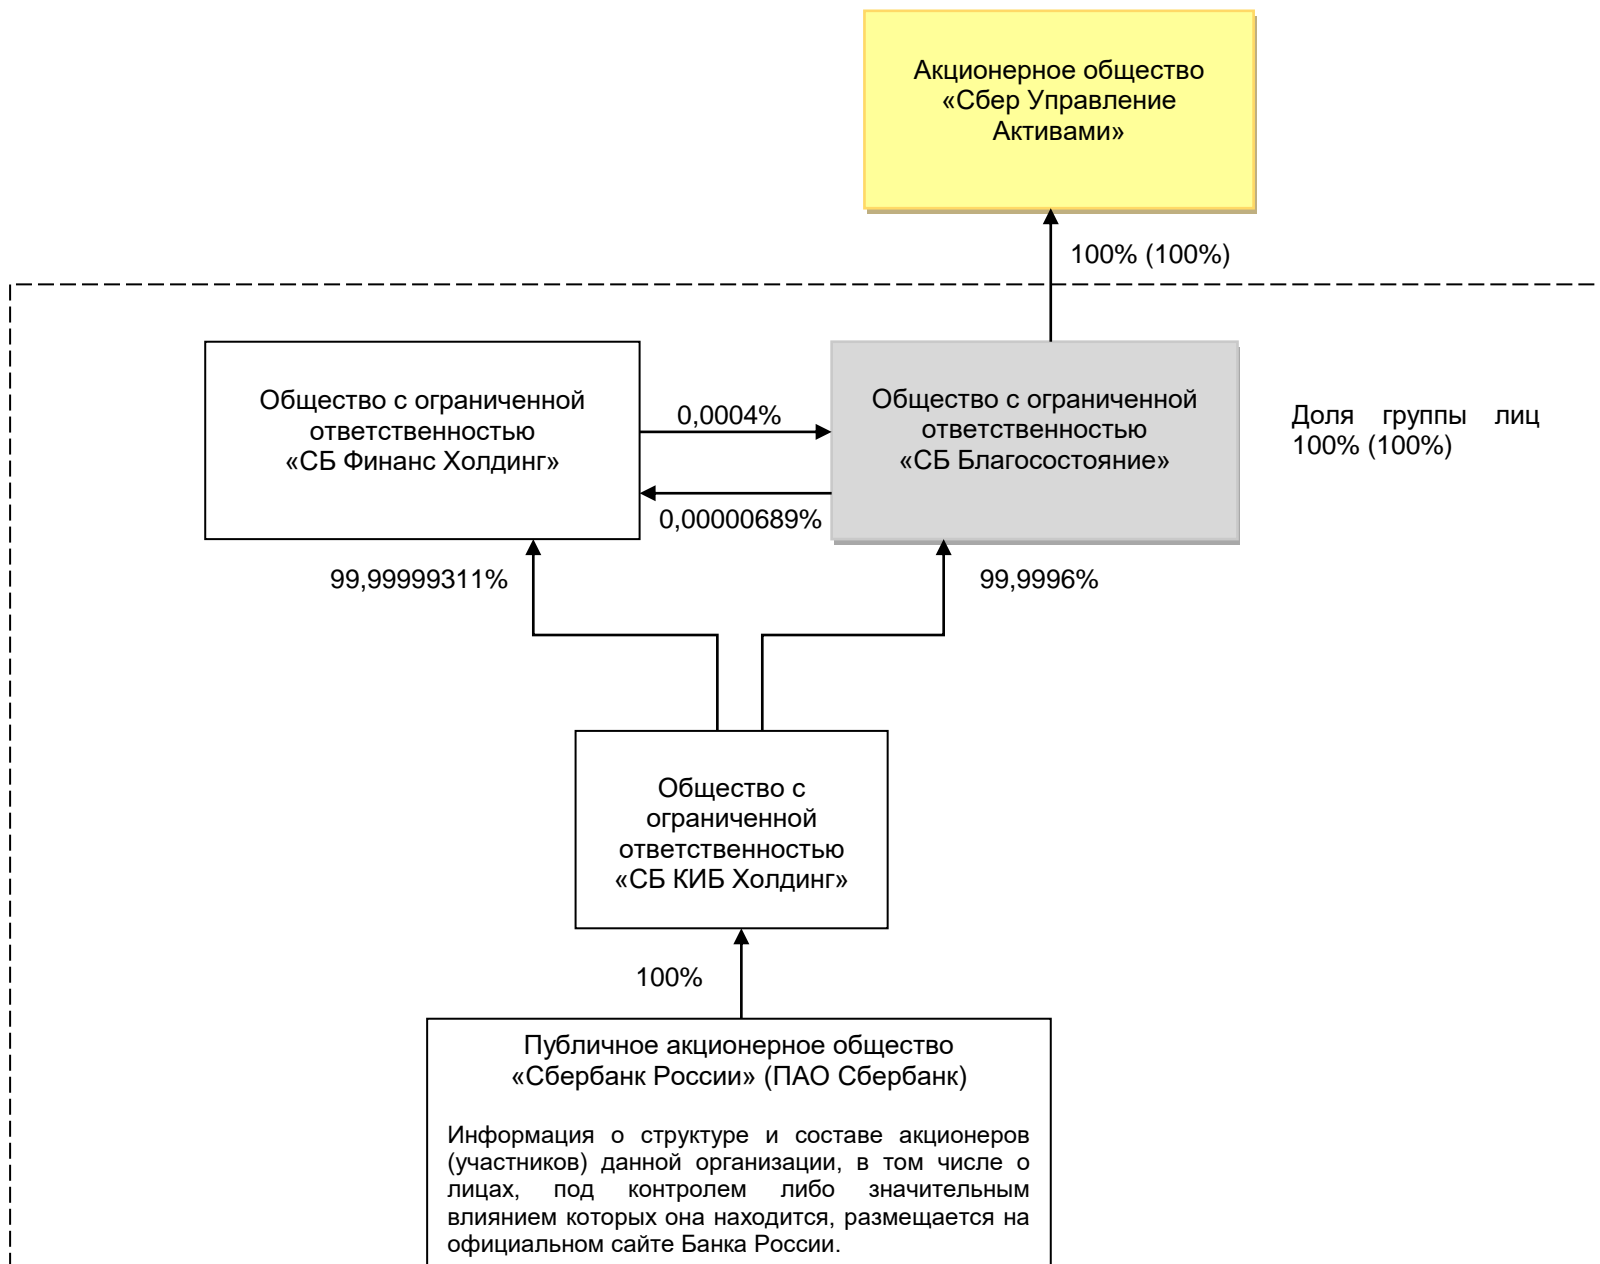 Акционерное общество
«Сбер Управление
Активами»
100% (100%)
Общество с ограниченной
ответственностью
«СБ Финанс Холдинг»
0,0004%
0,00000689%
Общество с ограниченной
ответственностью
«СБ Благосостояние»
Доля группы лиц
100% (100%)
99,99999311%
99,9996%
Общество с
ограниченной
ответственностью
«СБ КИБ Холдинг»
100%
Публичное акционерное общество
«Сбербанк России» (ПАО Сбербанк)
Информация о структуре и составе акционеров
(участников) данной организации, в том числе о
лицах, под контролем либо значительным
влиянием которых она находится, размещается на
официальном сайте Банка России.